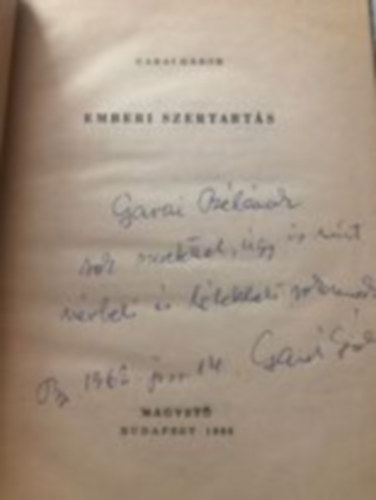 GARAI GÁBOR
EMBERI SZERTARTÁS
Garai Bélának
sok szeretettel, úgy is mint
vérbeli és lélekbeli
Bp 1960 14. Garai Gábor
MAGVETŐ
BUDAPEST 1960